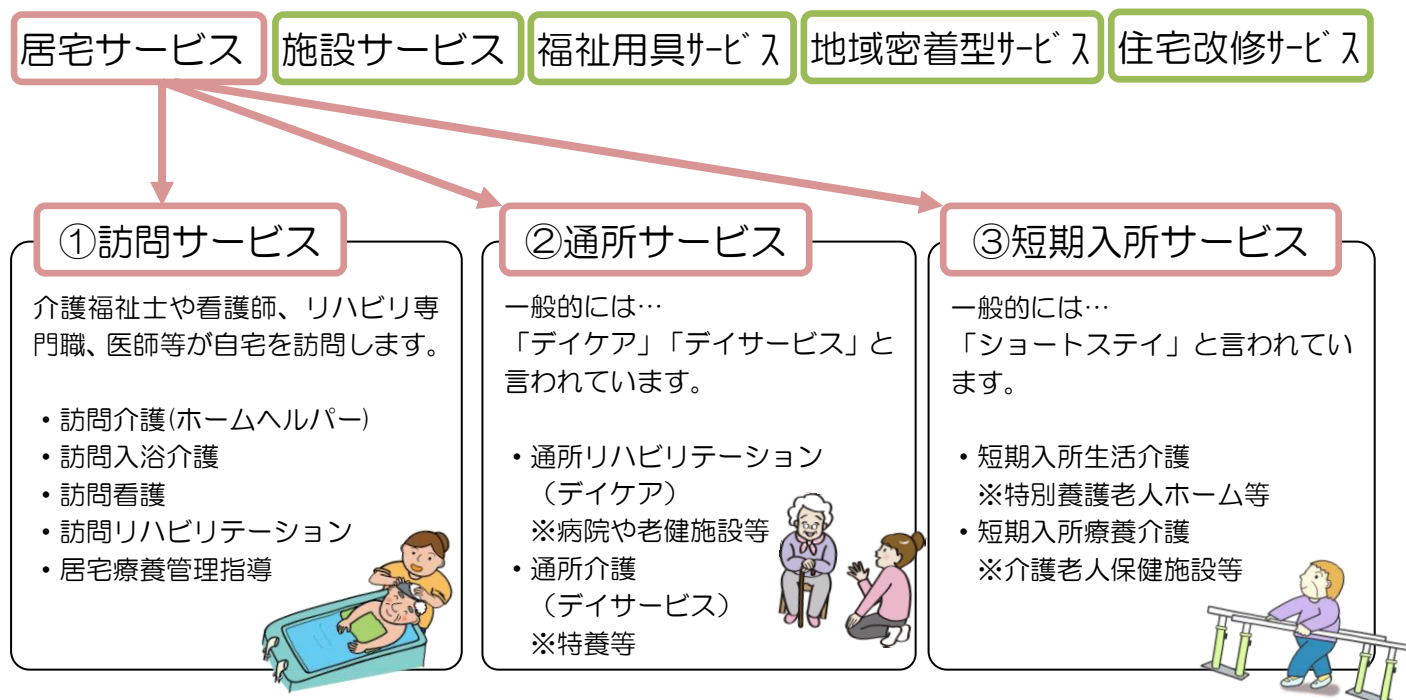 居宅サービス
施設サービス
福祉用具ｻｰﾋﾞｽ
地域密着型ｻｰﾋﾞｽ
住宅改修ｻｰﾋﾞｽ
①訪問サービス
介護福祉士や看護師、リハビリ専
門職、医師等が自宅を訪問します。
・訪問介護(ホームヘルパー)
・訪問入浴介護
・訪問看護
・訪問リハビリテーション
・居宅療養管理指導
②通所サービス
一般的には…
「デイケア」「デイサービス」と
言われています。
・通所リハビリテーション
（デイケア）
※病院や老健施設等
・通所介護
（デイサービス）
※特養等
③短期入所サービス
一般的には…
「ショートステイ」と言われてい
ます。
・短期入所生活介護
※特別養護老人ホーム等
・短期入所療養介護
※介護老人保健施設等